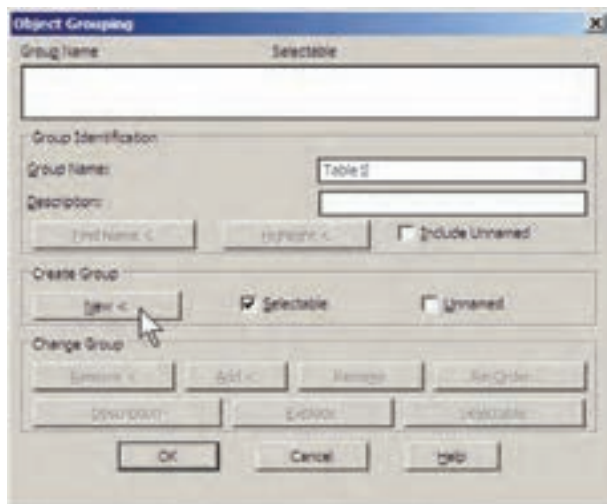 Object Grouping
Group Name Selectable
Group Identification
Group Name: Table
Description:
Find Name < Highlight < Include Unnamed
Create Group
New < Selectable Unnamed
Change Group
Remove < Add < Rename Re-Order...
Description Explode Selectable
OK Cancel Help